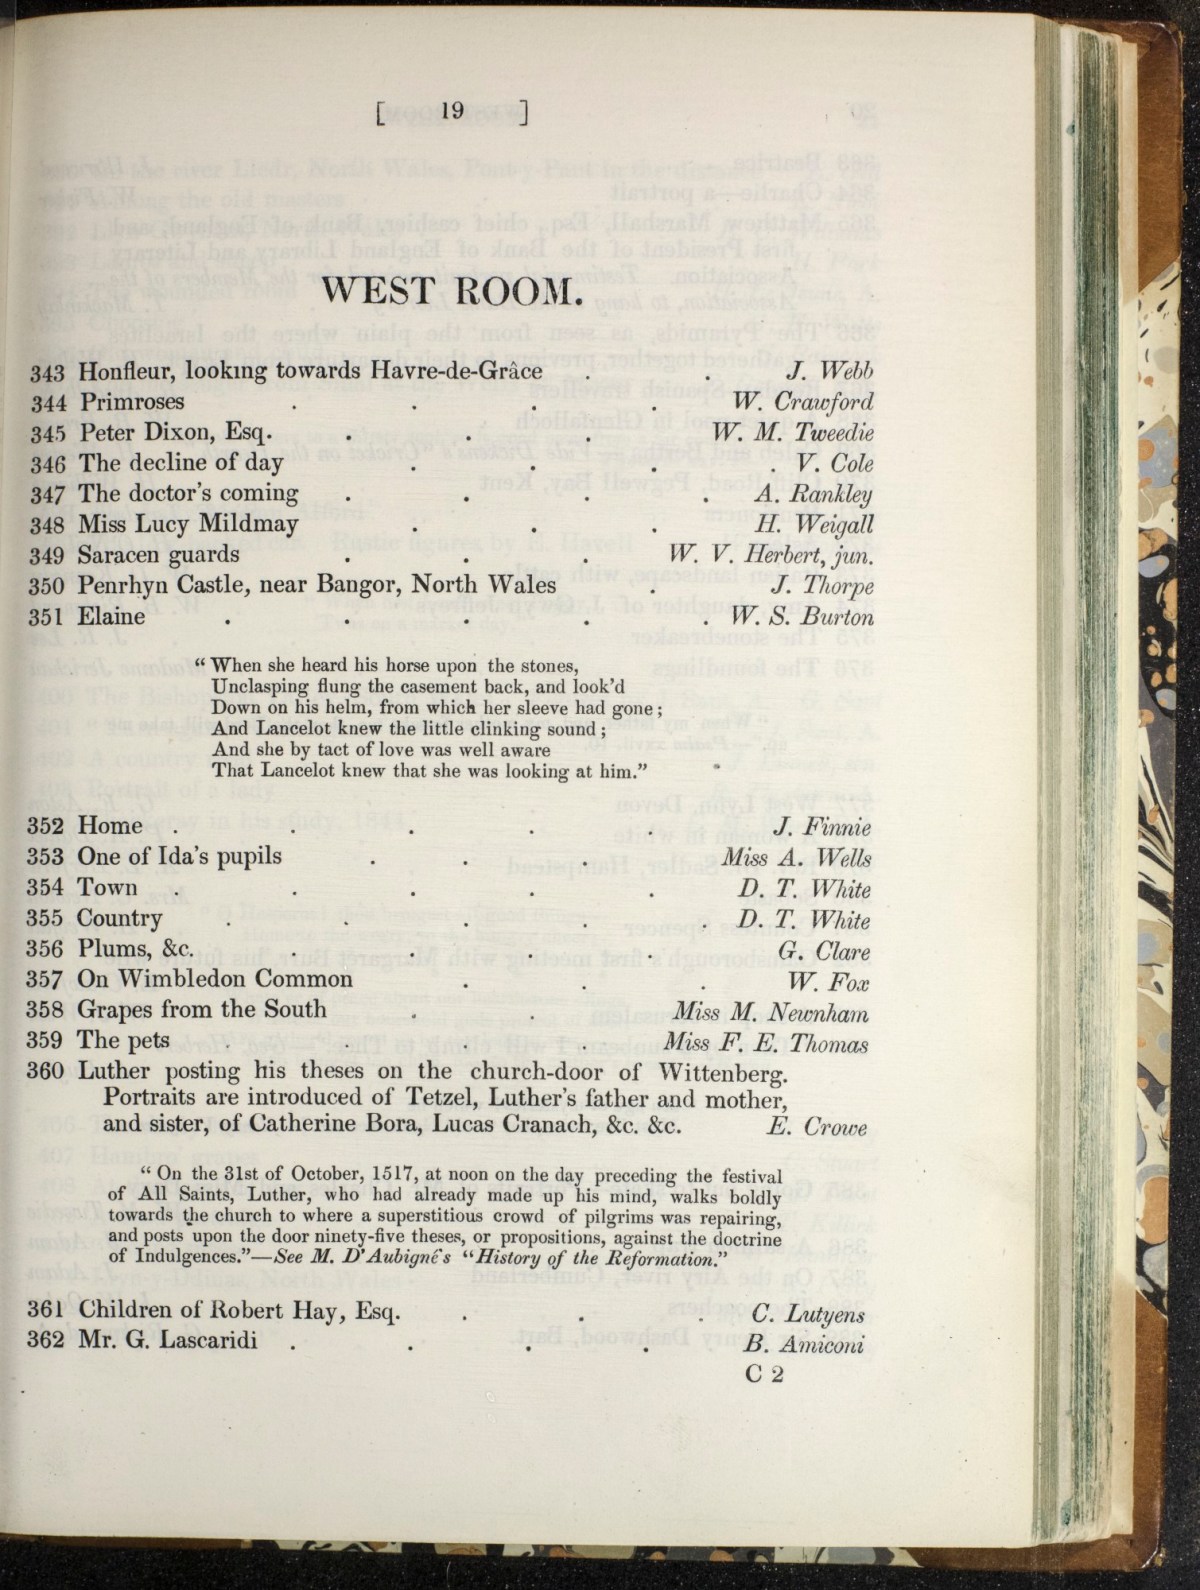 [ 19 ]
WEST ROOM.
343 Honfleur, looking towards Havre-de-Grâce . . J. Webb
344 Primroses . . . . W. Crawford
345 Peter Dixon, Esq. . . . W. M. Tweedie
346 The decline of day . . . . V. Cole
347 The doctor's coming . . . . A. Rankley
348 Miss Lucy Mildmay . . . H. Weigall
349 Saracen guards . . . W. V. Herbert, jun.
350 Penrhyn Castle, near Bangor, North Wales . J. Thorpe
351 Elaine . . . . . W. S. Burton
“ When she heard his horse upon the stones,
Unclasping flung the casement back, and look'd
Down on his helm, from which her sleeve had gone;
And Lancelot knew the little clinking sound;
And she by tact of love was well aware
That Lancelot knew that she was looking at him.”
352 Home . . . . . J. Finnie
353 One of Ida's pupils . . . Miss A. Wells
354 Town . . . . . D. T. White
355 Country . . . . . D. T. White
356 Plums, &c. . . . . G. Clare
357 On Wimbledon Common . . . W. Fox
358 Grapes from the South . . Miss M. Newnham
359 The pets . . . . Miss F. E. Thomas
360 Luther posting his theses on the church-door of Wittenberg.
Portraits are introduced of Tetzel, Luther's father and mother,
and sister, of Catherine Bora, Lucas Cranach, &c. &c. E. Crowe
“ On the 31st of October, 1517, at noon on the day preceding the festival
of All Saints, Luther, who had already made up his mind, walks boldly
towards the church to where a superstitious crowd of pilgrims was repairing,
and posts upon the door ninety-five theses, or propositions, against the doctrine
of Indulgences.”—See M. D'Aubigné's “History of the Reformation.”
361 Children of Robert Hay, Esq. . . . C. Lutyens
362 Mr. G. Lascaridi . . . . B. Amiconi
C 2